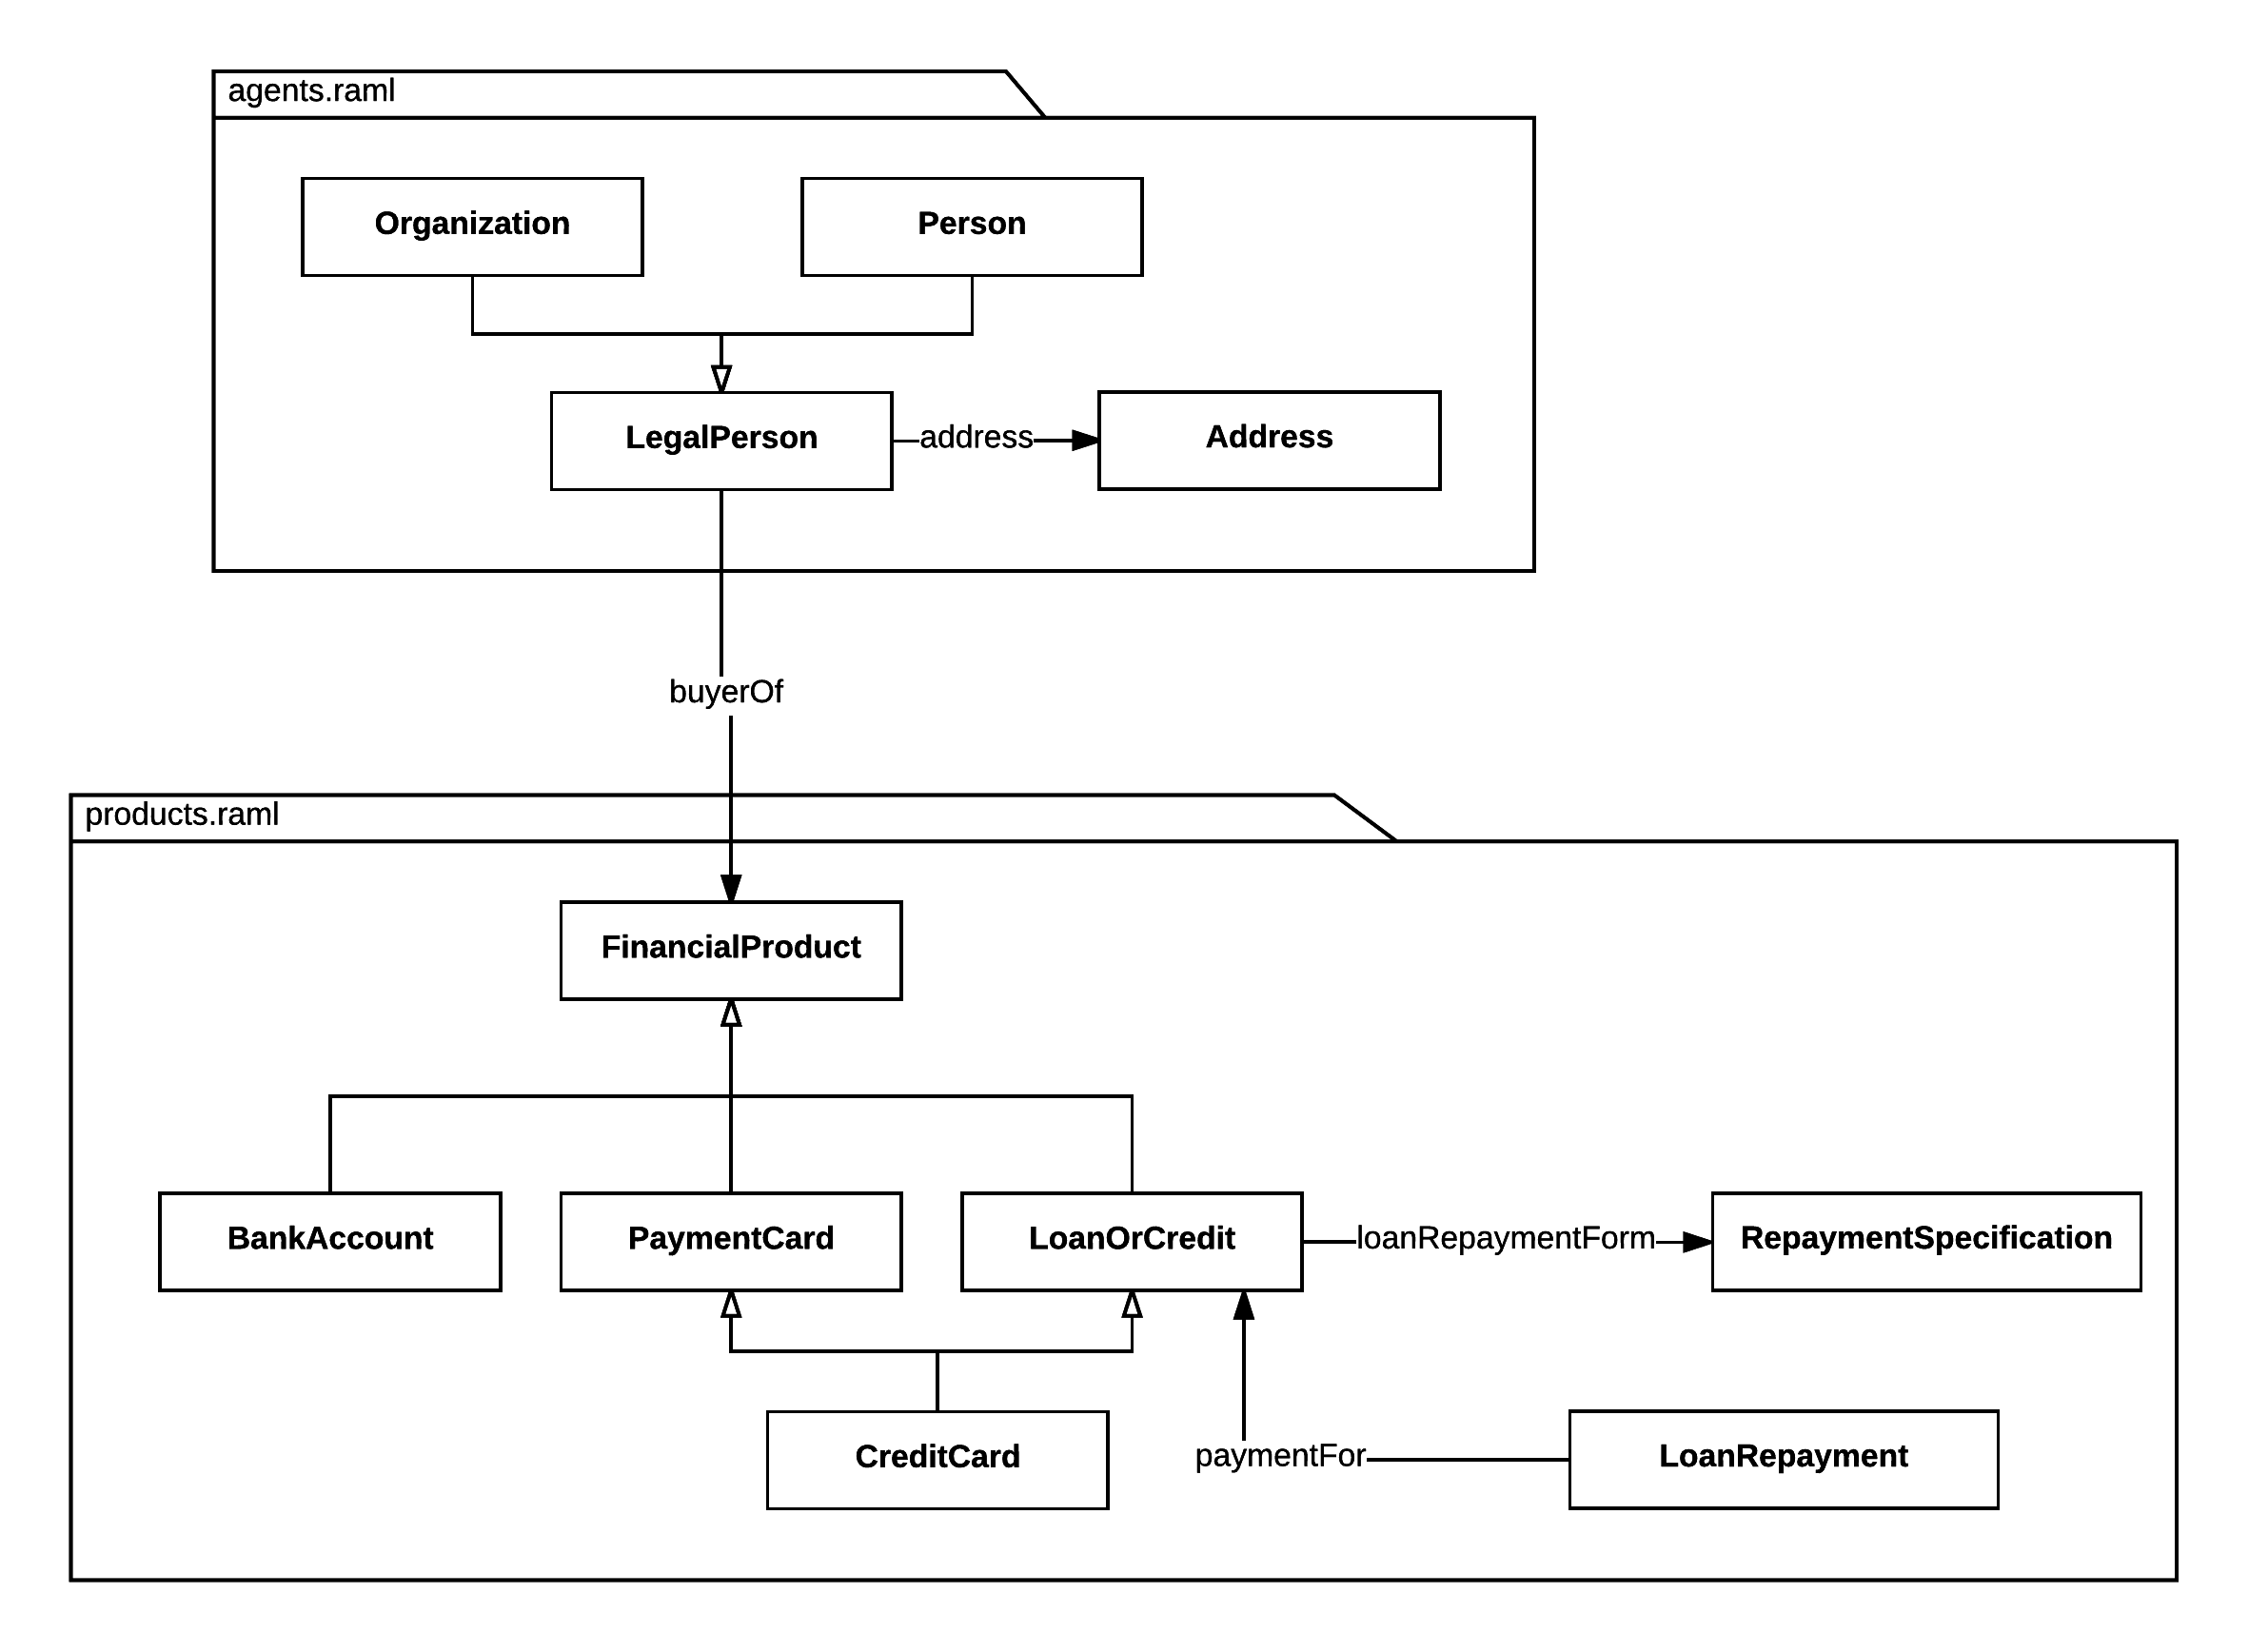 agents.raml
Organization
Person
LegalPerson
address
Address
buyerOf
products.raml
FinancialProduct
BankAccount
PaymentCard
LoanOrCredit
loanRepaymentForm
RepaymentSpecification
CreditCard
paymentFor
LoanRepayment